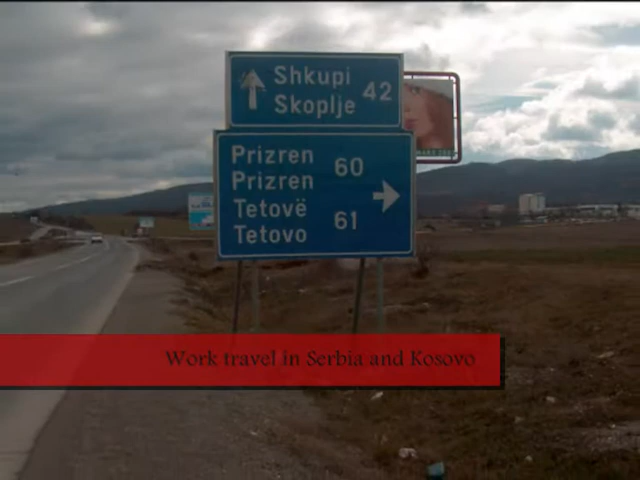 Shkupi
Skoplje 42
Prizren
Prizren 60
Tetovë
Tetovo 61
Work travel in Serbia and Kosovo